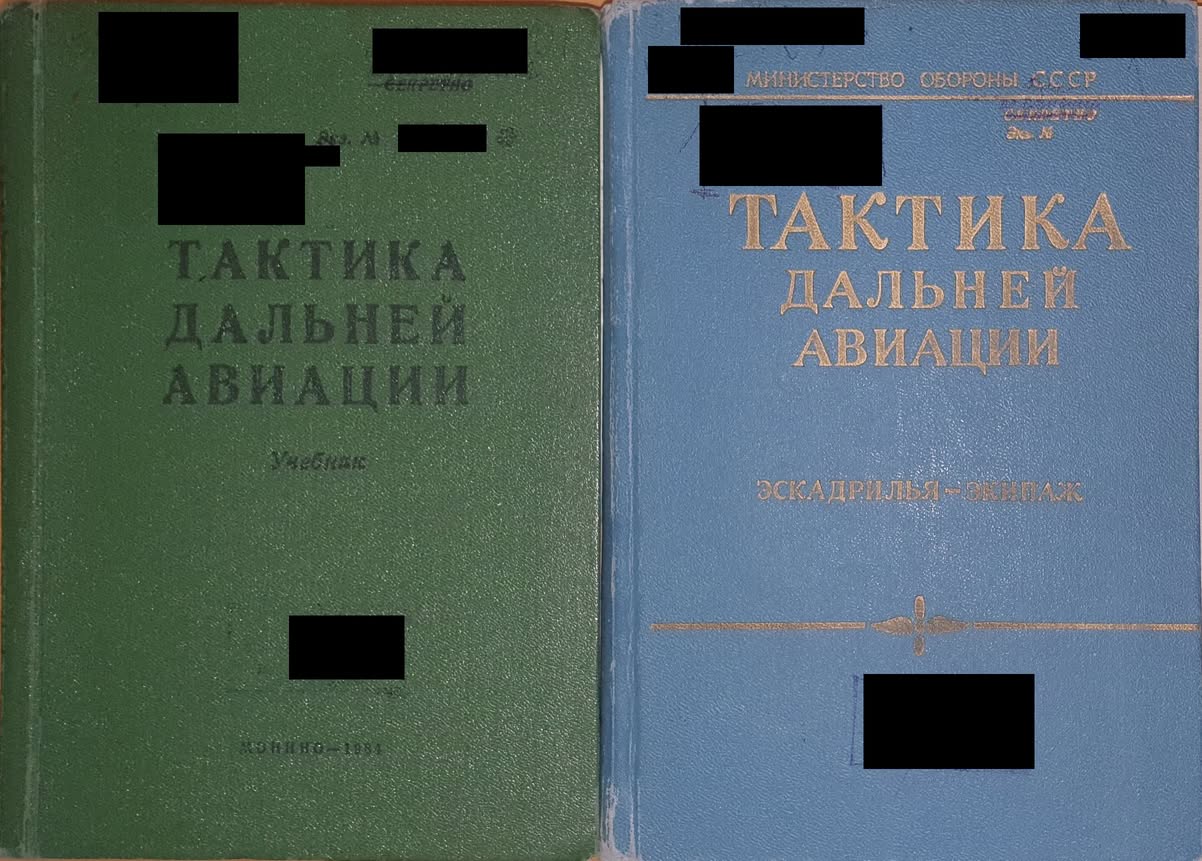 СЕКРЕТНО
Экз. №
ТАКТИКА
ДАЛЬНЕЙ
АВИАЦИИ
Учебник
МОНИНО—1984
МИНИСТЕРСТВО ОБОРОНЫ СССР
СЕКРЕТНО
Экз. №
ТАКТИКА
ДАЛЬНЕЙ
АВИАЦИИ
ЭСКАДРИЛЬЯ—ЭКИПАЖ